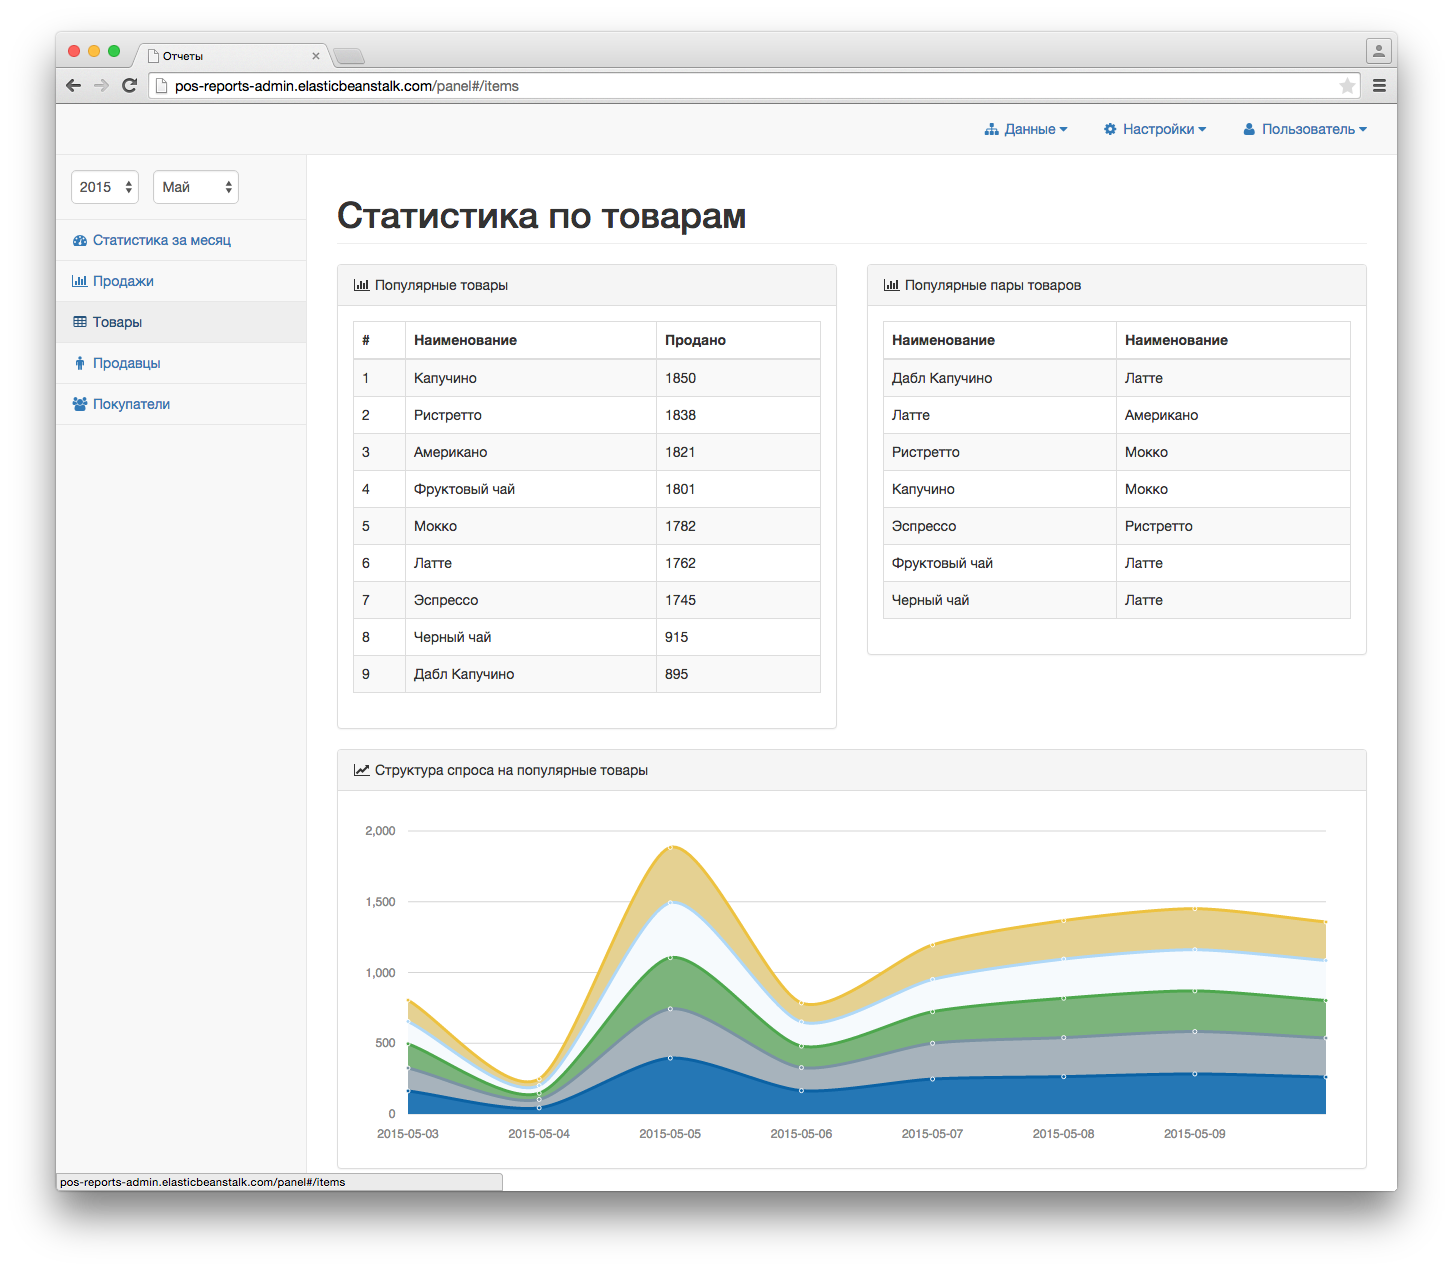 Отчеты
pos-reports-admin.elasticbeanstalk.com/panel#/items
Данные Настройки Пользователь
2015 Май
Статистика за месяц
Продажи
Товары
Продавцы
Покупатели
Статистика по товарам
Популярные товары
# Наименование Продано
1 Капучино 1850
2 Ристретто 1838
3 Американо 1821
4 Фруктовый чай 1801
5 Мокко 1782
6 Латте 1762
7 Эспрессо 1745
8 Черный чай 915
9 Дабл Капучино 895
Популярные пары товаров
Наименование Наименование
Дабл Капучино Латте
Латте Американо
Ристретто Мокко
Капучино Мокко
Эспрессо Ристретто
Фруктовый чай Латте
Черный чай Латте
Структура спроса на популярные товары
2,000
1,500
1,000
500
0
2015-05-03 2015-05-04 2015-05-05 2015-05-06 2015-05-07 2015-05-08 2015-05-09
pos-reports-admin.elasticbeanstalk.com/panel#/items